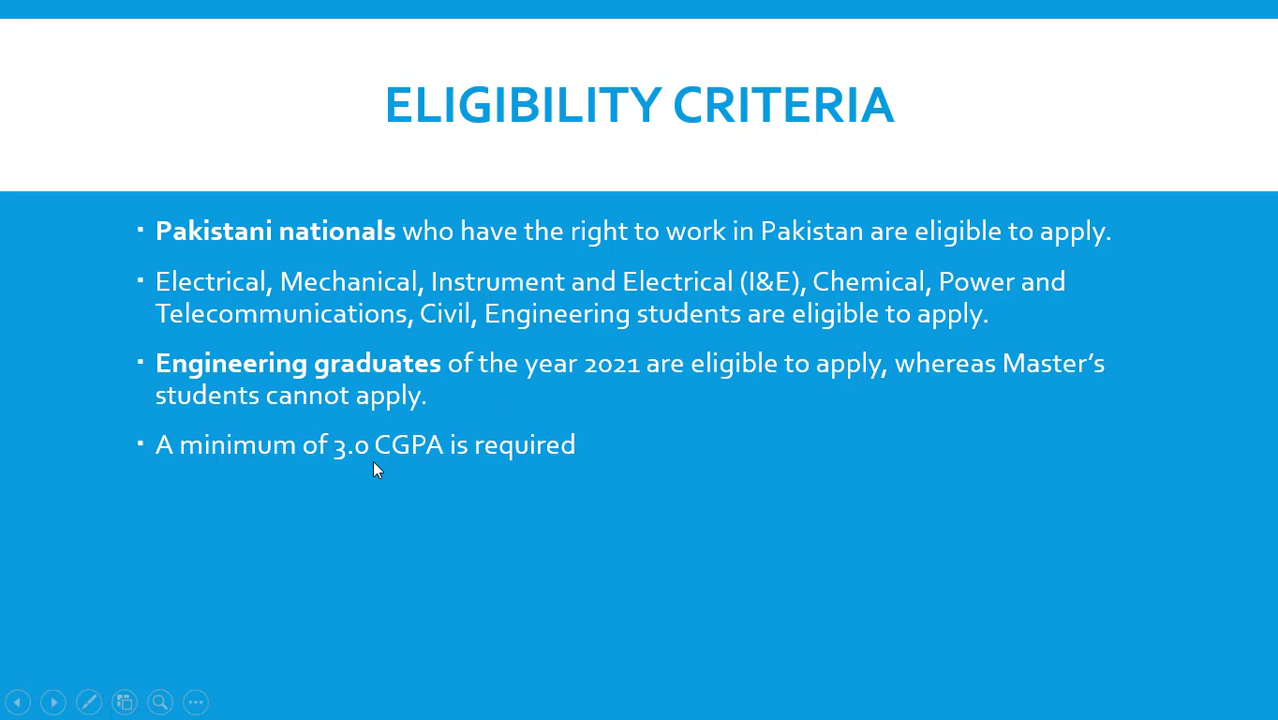 ELIGIBILITY CRITERIA
▪ Pakistani nationals who have the right to work in Pakistan are eligible to apply.
▪ Electrical, Mechanical, Instrument and Electrical (I&E), Chemical, Power and
Telecommunications, Civil, Engineering students are eligible to apply.
▪ Engineering graduates of the year 2021 are eligible to apply, whereas Master’s
students cannot apply.
▪ A minimum of 3.0 CGPA is required